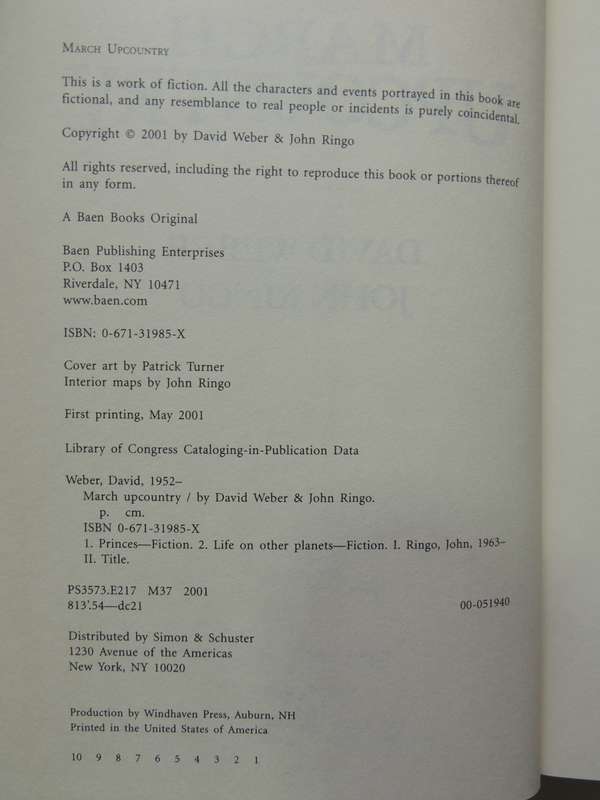 MARCH UPCOUNTRY
This is a work of fiction. All the characters and events portrayed in this book are
fictional, and any resemblance to real people or incidents is purely coincidental.
Copyright © 2001 by David Weber & John Ringo
All rights reserved, including the right to reproduce this book or portions thereof
in any form.
A Baen Books Original
Baen Publishing Enterprises
P.O. Box 1403
Riverdale, NY 10471
www.baen.com
ISBN: 0-671-31985-X
Cover art by Patrick Turner
Interior maps by John Ringo
First printing, May 2001
Library of Congress Cataloging-in-Publication Data
Weber, David, 1952–
March upcountry / by David Weber & John Ringo.
p. cm.
ISBN 0-671-31985-X
1. Princes—Fiction. 2. Life on other planets—Fiction. I. Ringo, John, 1963–
II. Title.
PS3573.E217 M37 2001
813'.54—dc21 00-051940
Distributed by Simon & Schuster
1230 Avenue of the Americas
New York, NY 10020
Production by Windhaven Press, Auburn, NH
Printed in the United States of America
10 9 8 7 6 5 4 3 2 1